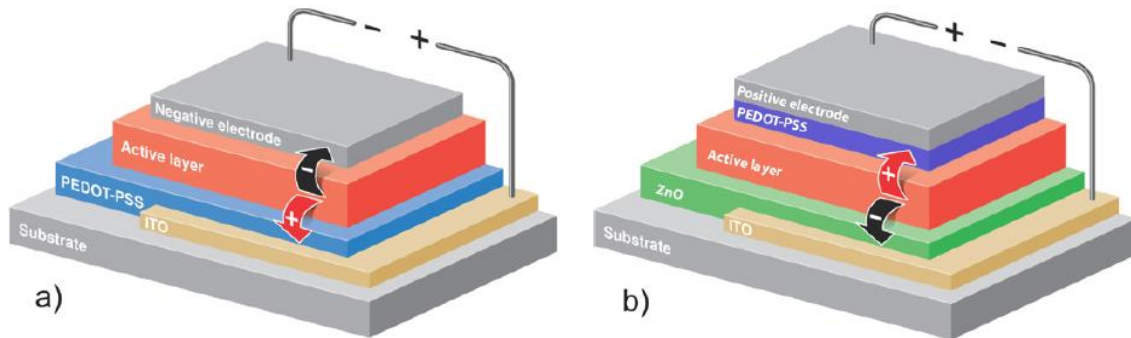 - +
Negative electrode
Active layer
PEDOT-PSS
ITO
Substrate
-
+
a)
+ -
Positive electrode
PEDOT-PSS
Active layer
ZnO
ITO
Substrate
+
-
b)